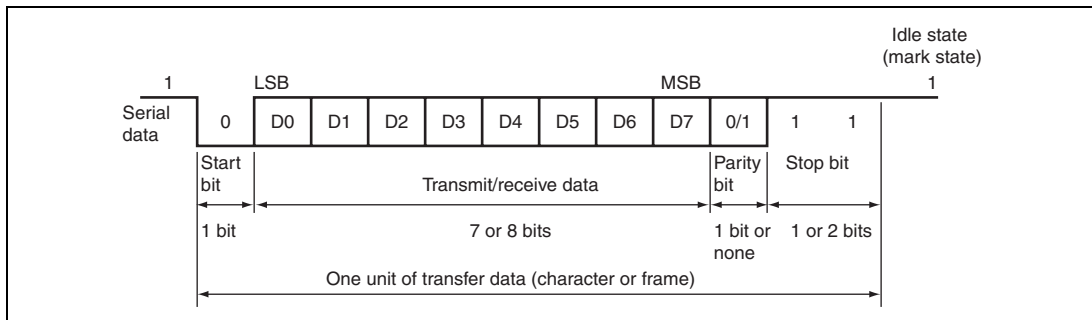 Idle state
(mark state)
1 LSB MSB 1
Serial
data
0 D0 D1 D2 D3 D4 D5 D6 D7 0/1 1 1
Start
bit
Transmit/receive data
Parity
bit
Stop bit
1 bit
7 or 8 bits
1 bit or
none
1 or 2 bits
One unit of transfer data (character or frame)